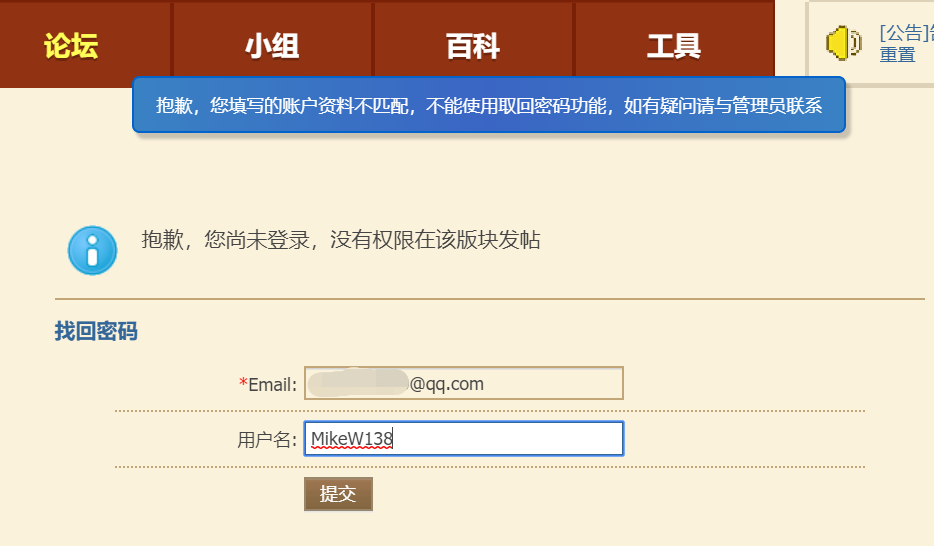 论坛
小组
百科
工具
[公告]
重置
抱歉，您填写的账户资料不匹配，不能使用取回密码功能，如有疑问请与管理员联系
抱歉，您尚未登录，没有权限在该版块发帖
找回密码
*Email: @qq.com
用户名: MikeW138
提交